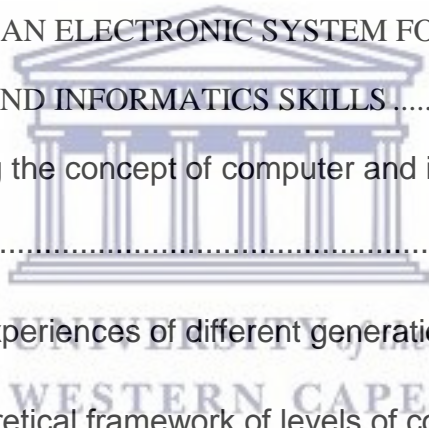 AN ELECTRONIC SYSTEM FO
ND INFORMATICS SKILLS .....
the concept of computer and i
..................................................
periences of different generati
UNIVERSITY of the
retical framework of levels of co
WESTERN CAPE